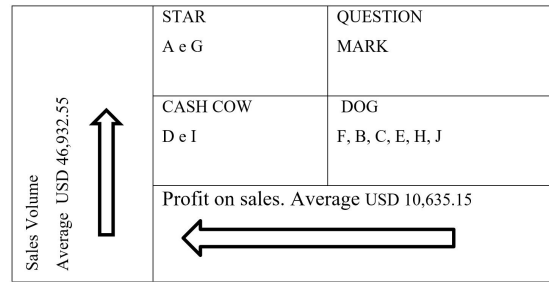 STAR
A e G
QUESTION
MARK
CASH COW
D e I
DOG
F, B, C, E, H, J
Sales Volume
Average USD 46,932.55
Profit on sales. Average USD 10,635.15